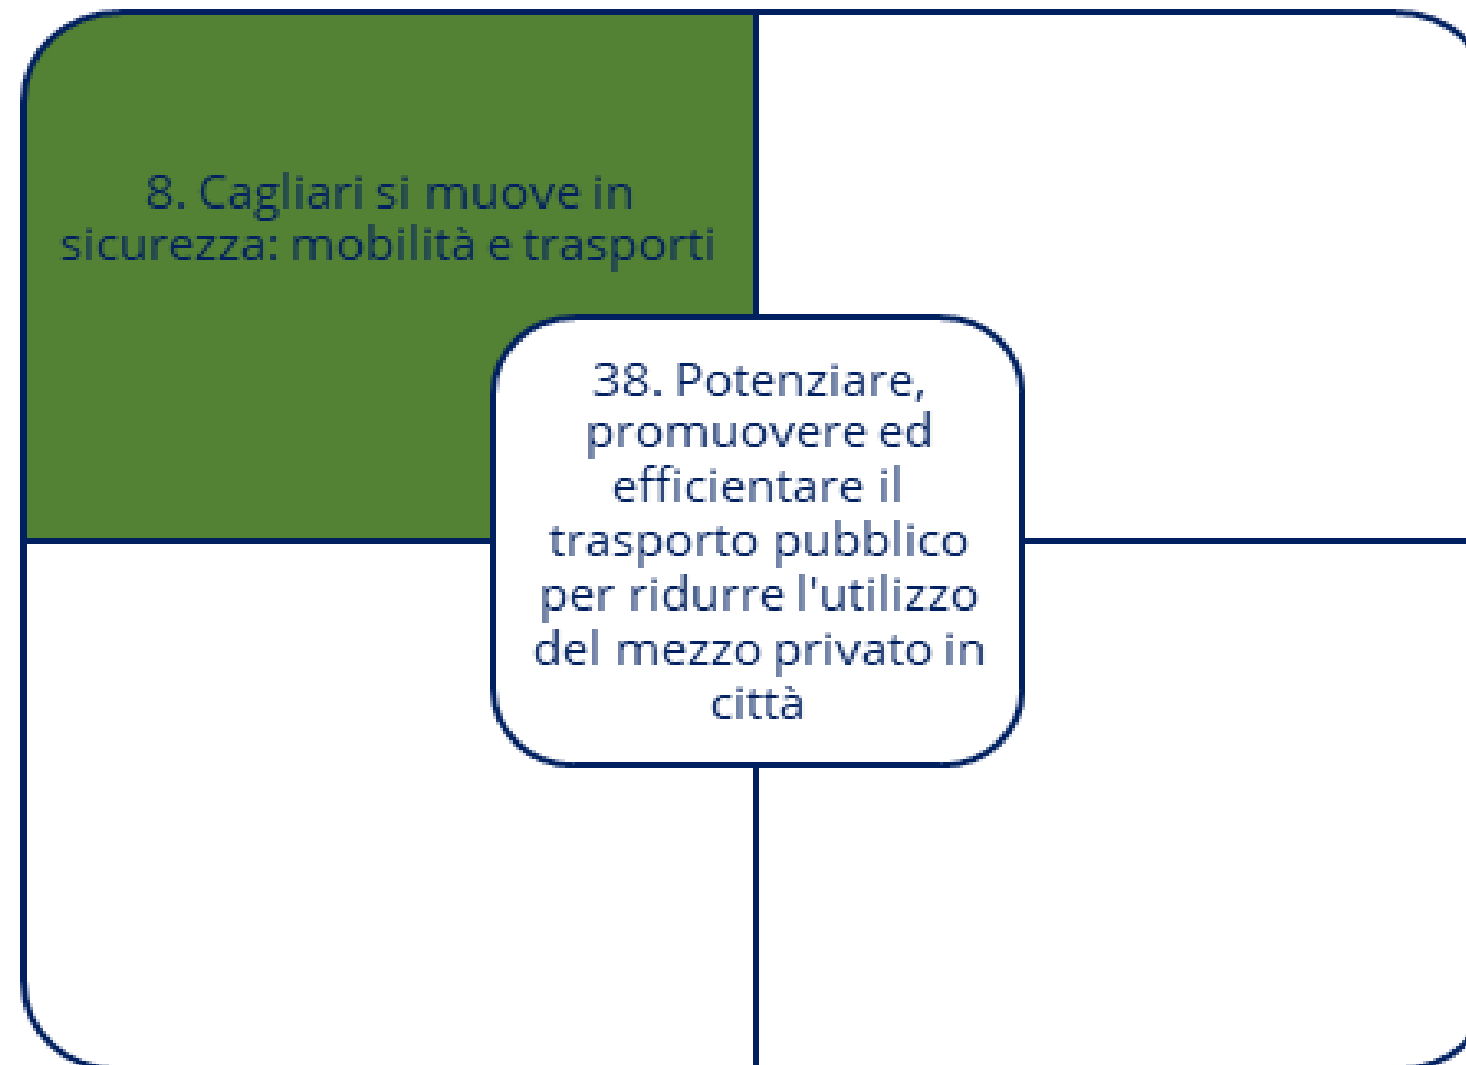 8. Cagliari si muove in
sicurezza: mobilità e trasporti
38. Potenziare,
promuovere ed
efficientare il
trasporto pubblico
per ridurre l'utilizzo
del mezzo privato in
città